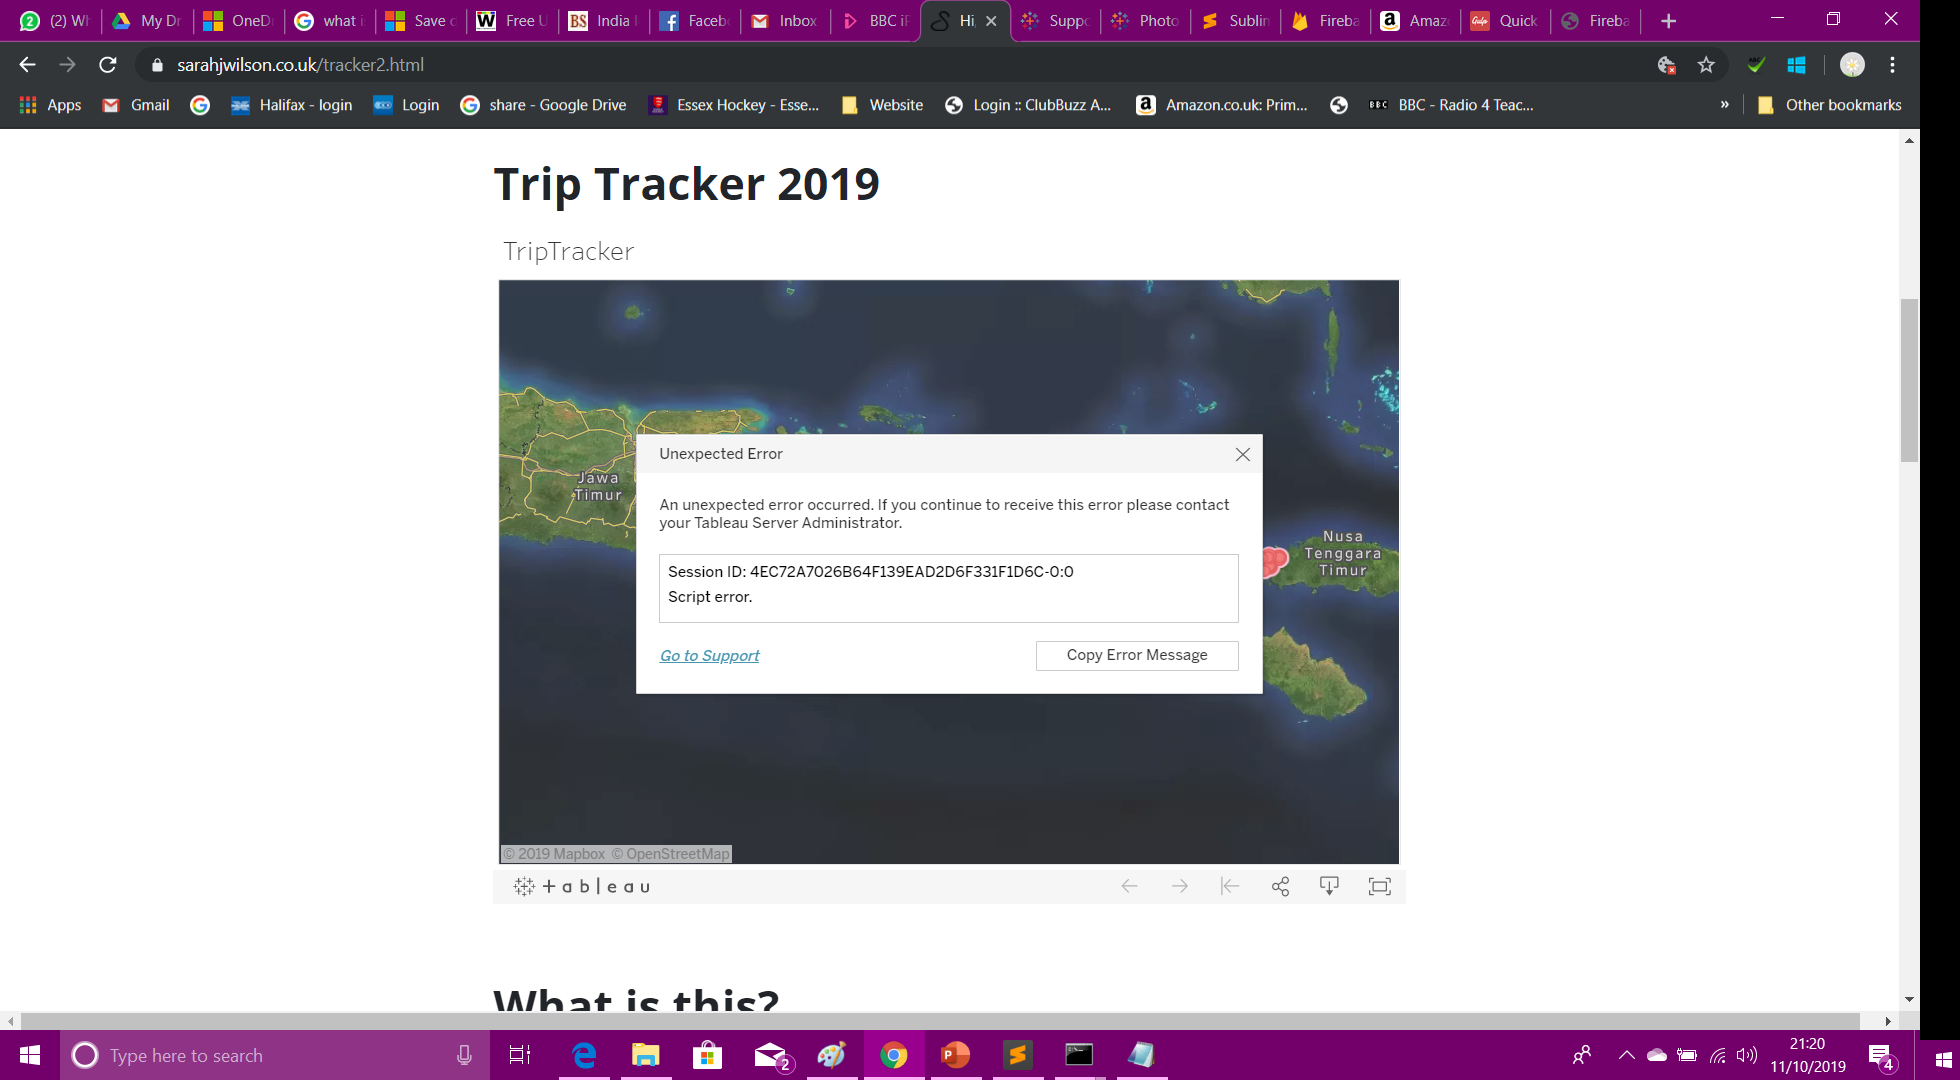 (2) Wh
My Dr
OneDr
what i
Save o
Free U
India
Faceb
Inbox
BBC iP
Hi,
Suppo
Photo
Sublin
Fireba
Amaz
Quick
Fireba
sarahjwilson.co.uk/tracker2.html
Apps
Gmail
Halifax - login
Login
share - Google Drive
Essex Hockey - Esse...
Website
Login :: ClubBuzz A...
Amazon.co.uk: Prim...
BBC
BBC - Radio 4 Teac...
»
Other bookmarks
Trip Tracker 2019
TripTracker
Jawa
Timur
Nusa
Tenggara
Timur
Unexpected Error
An unexpected error occurred. If you continue to receive this error please contact
your Tableau Server Administrator.
Session ID: 4EC72A7026B64F139EAD2D6F331F1D6C-0:0
Script error.
Go to Support
Copy Error Message
© 2019 Mapbox © OpenStreetMap
+ableau
What is this?
Type here to search
2
21:20
11/10/2019
4